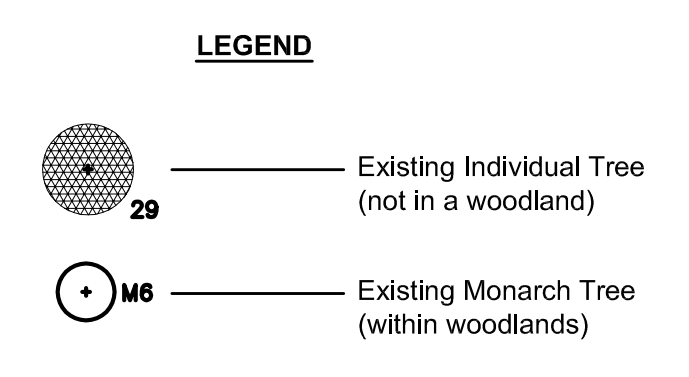 LEGEND
Existing Individual Tree
(not in a woodland)
29
Existing Monarch Tree
M6
(within woodlands)